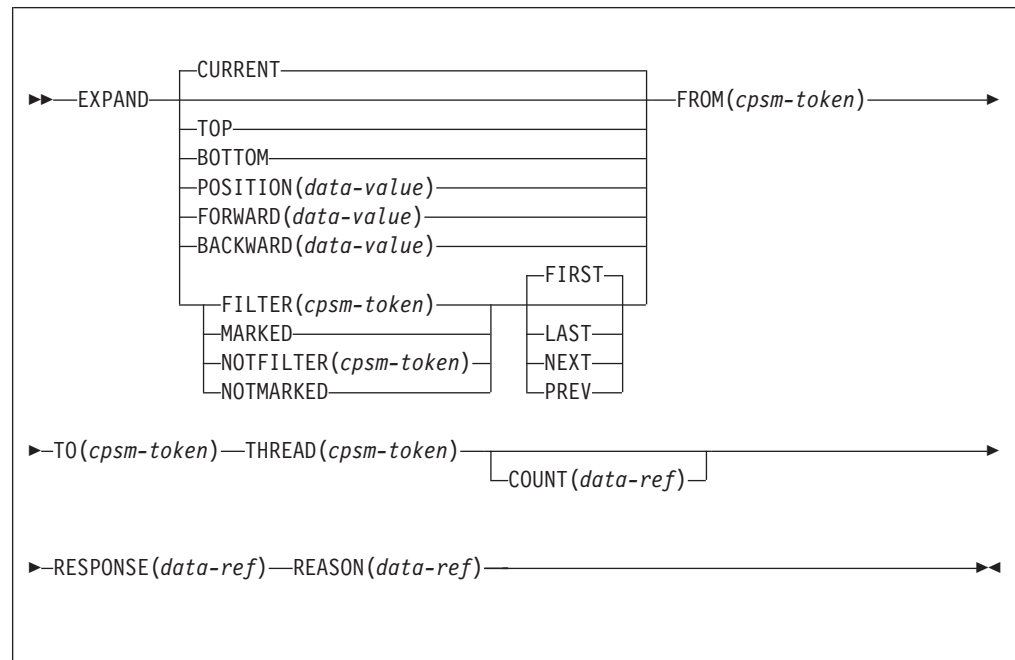 CURRENT
EXPAND FROM(cpsm-token)
TOP
BOTTOM
POSITION(data-value)
FORWARD(data-value)
BACKWARD(data-value)
FIRST
FILTER(cpsm-token)
MARKED LAST
NOTFILTER(cpsm-token) NEXT
NOTMARKED PREV
TO(cpsm-token) THREAD(cpsm-token)
COUNT(data-ref)
RESPONSE(data-ref) REASON(data-ref)